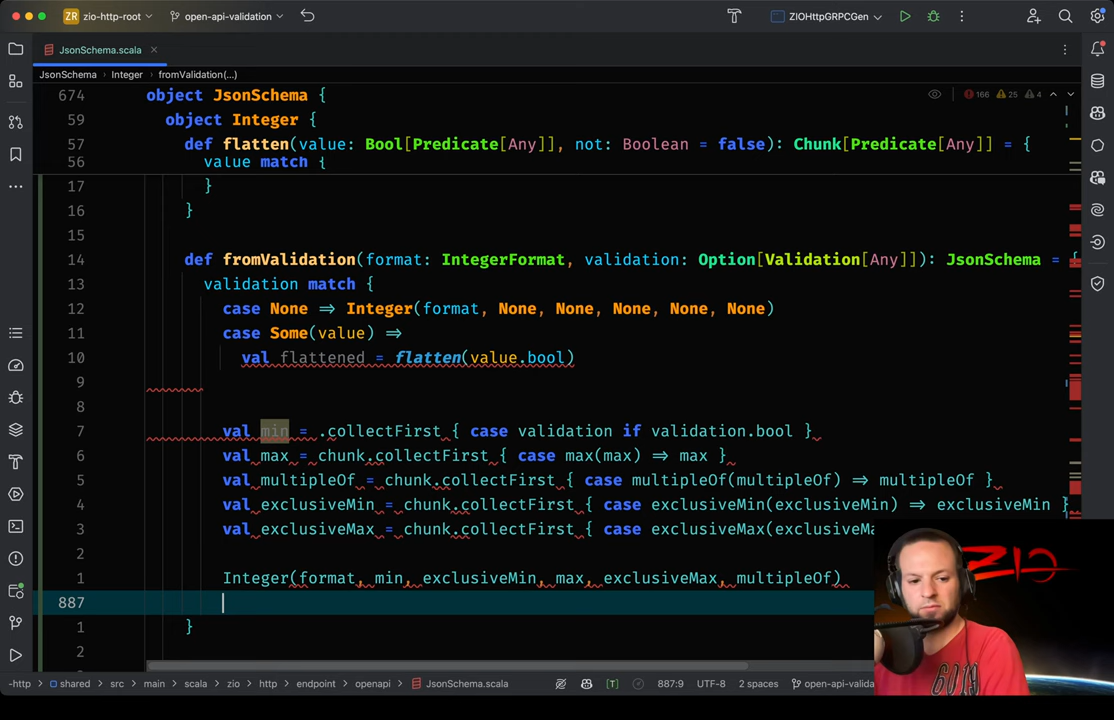 zio-http-root
open-api-validation
ZIOHttpGRPCGen
JsonSchema.scala
JsonSchema
Integer
fromValidation(...)
166
25
4
674 object JsonSchema {
59 object Integer {
57 def flatten(value: Bool[Predicate[Any]], not: Boolean = false): Chunk[Predicate[Any]] = {
56 value match {
17 }
16 }
15
14 def fromValidation(format: IntegerFormat, validation: Option[Validation[Any]]): JsonSchema = {
13 validation match {
12 case None ⇒ Integer(format, None, None, None, None, None)
11 case Some(value) ⇒
10 val flattened = flatten(value.bool)
9
8
7 val min = .collectFirst { case validation if validation.bool }
6 val max = chunk.collectFirst { case max(max) ⇒ max }
5 val multipleOf = chunk.collectFirst { case multipleOf(multipleOf) ⇒ multipleOf }
4 val exclusiveMin = chunk.collectFirst { case exclusiveMin(exclusiveMin) ⇒ exclusiveMin }
3 val exclusiveMax = chunk.collectFirst { case exclusiveMax(exclusiveMa
2
1 Integer(format, min, exclusiveMin, max, exclusiveMax, multipleOf)
887
1 }
2
ZIO
6019
-http
shared
src
main
scala
zio
http
endpoint
openapi
JsonSchema.scala
887:9
UTF-8
2 spaces
open-api-valida